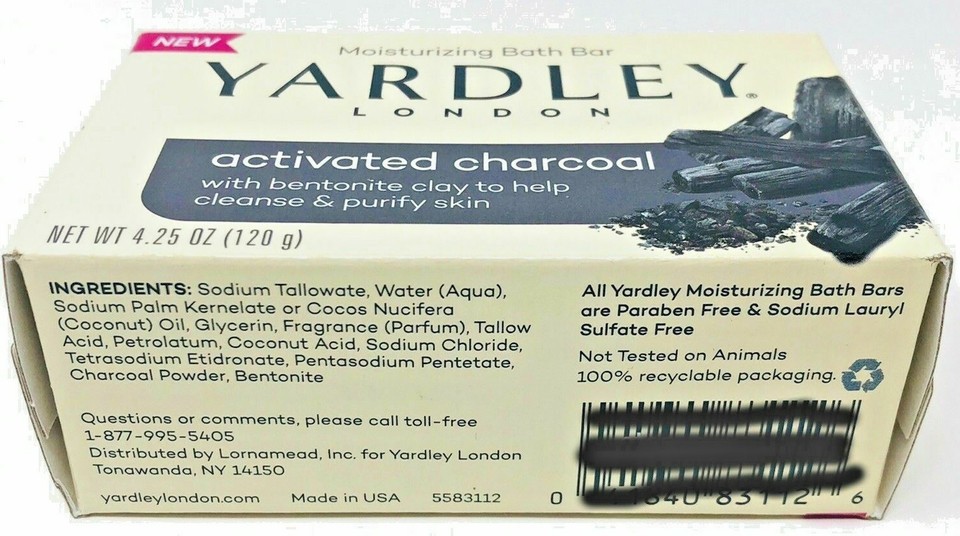 NEW
Moisturizing Bath Bar
YARDLEY®
LONDON
activated charcoal
with bentonite clay to help
cleanse & purify skin
NET WT 4.25 OZ (120 g)
INGREDIENTS: Sodium Tallowate, Water (Aqua),
Sodium Palm Kernelate or Cocos Nucifera
(Coconut) Oil, Glycerin, Fragrance (Parfum), Tallow
Acid, Petrolatum, Coconut Acid, Sodium Chloride,
Tetrasodium Etidronate, Pentasodium Pentetate,
Charcoal Powder, Bentonite
Questions or comments, please call toll-free
1-877-995-5405
Distributed by Lornamead, Inc. for Yardley London
Tonawanda, NY 14150
yardleylondon.com Made in USA 5583112
All Yardley Moisturizing Bath Bars
are Paraben Free & Sodium Lauryl
Sulfate Free
Not Tested on Animals
100% recyclable packaging.
0 83112 6